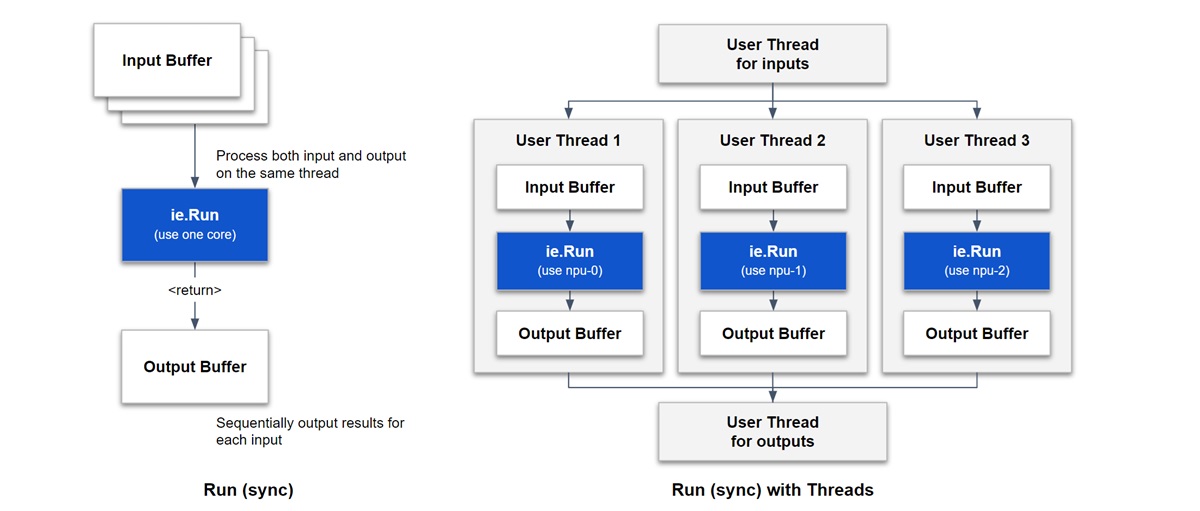 Input Buffer
Process both input and output
on the same thread
ie.Run
(use one core)
<return>
Output Buffer
Sequentially output results for
each input
Run (sync)
User Thread
for inputs
User Thread 1
Input Buffer
ie.Run
(use npu-0)
Output Buffer
User Thread 2
Input Buffer
ie.Run
(use npu-1)
Output Buffer
User Thread 3
Input Buffer
ie.Run
(use npu-2)
Output Buffer
User Thread
for outputs
Run (sync) with Threads